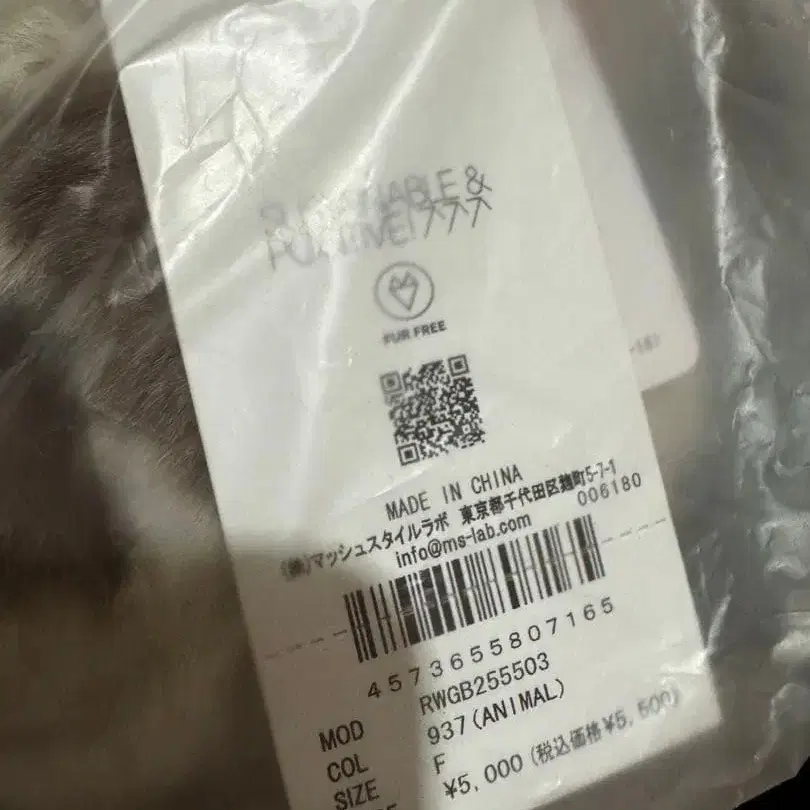 FUR FREE
MADE IN CHINA
(株)マッシュスタイルラボ 東京都千代田区麹町5-7-1
info@ms-lab.com 006180
4573655807165
MOD RWGB255503
COL 937(ANIMAL)
SIZE F
¥5,000 (税込価格¥5,500)